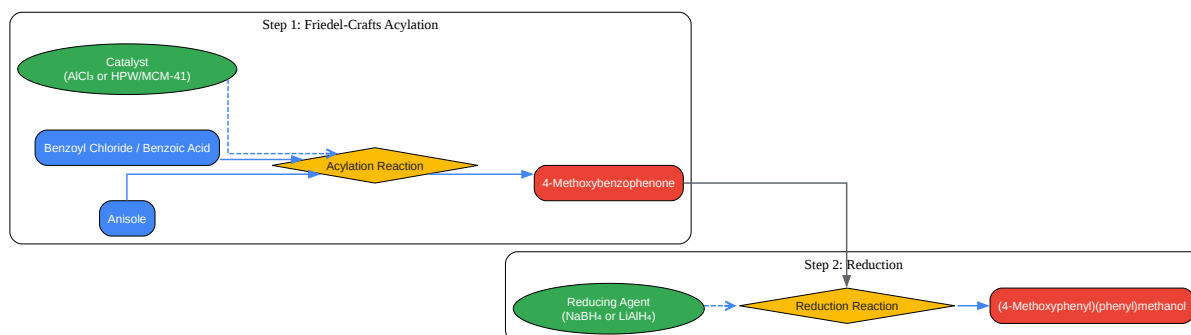 Step 1: Friedel-Crafts Acylation
Catalyst
(AlCl₃ or HPW/MCM-41)
Benzoyl Chloride / Benzoic Acid
Acylation Reaction
4-Methoxybenzophenone
Anisole
Step 2: Reduction
Reducing Agent
(NaBH₄ or LiAlH₄)
Reduction Reaction
(4-Methoxyphenyl)(phenyl)methanol